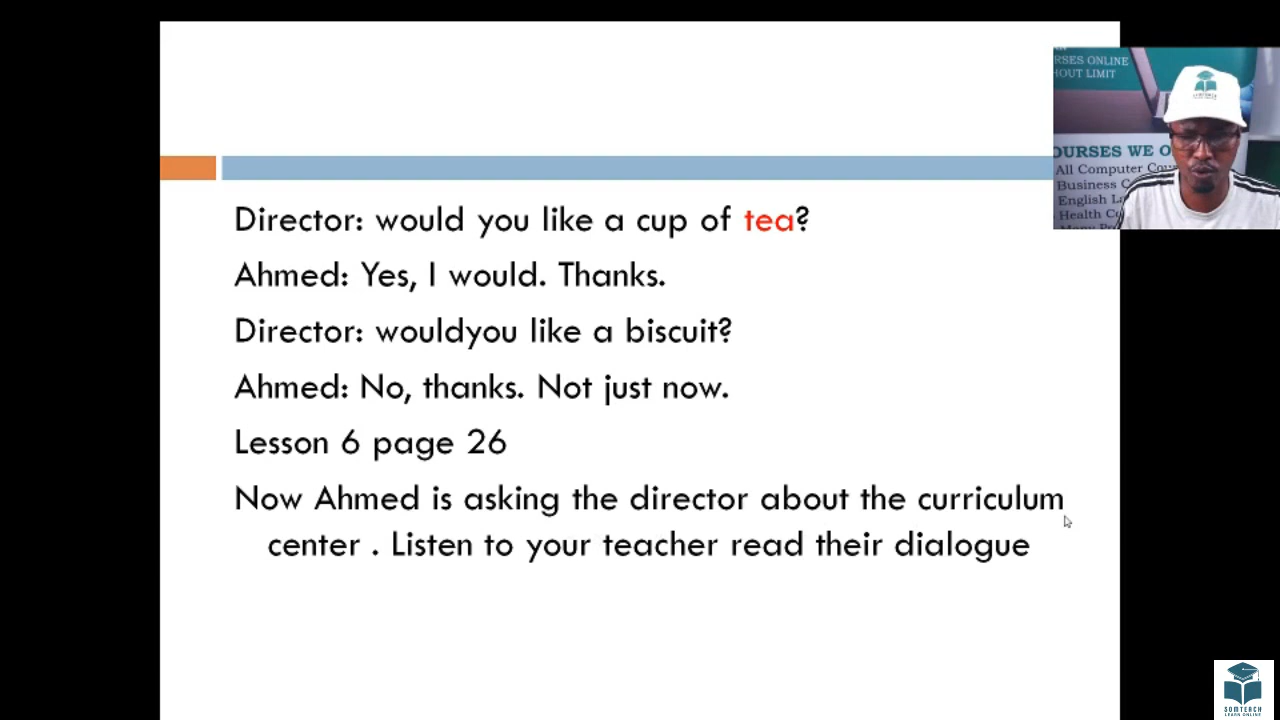 RSES ONLINE
HOUT LIMIT
OURSES WE O
All Computer Cou
Business C
English L
Health C
Director: would you like a cup of tea?
Ahmed: Yes, I would. Thanks.
Director: wouldyou like a biscuit?
Ahmed: No, thanks. Not just now.
Lesson 6 page 26
Now Ahmed is asking the director about the curriculum
center . Listen to your teacher read their dialogue
SOMTEACH
LEARN ONLINE